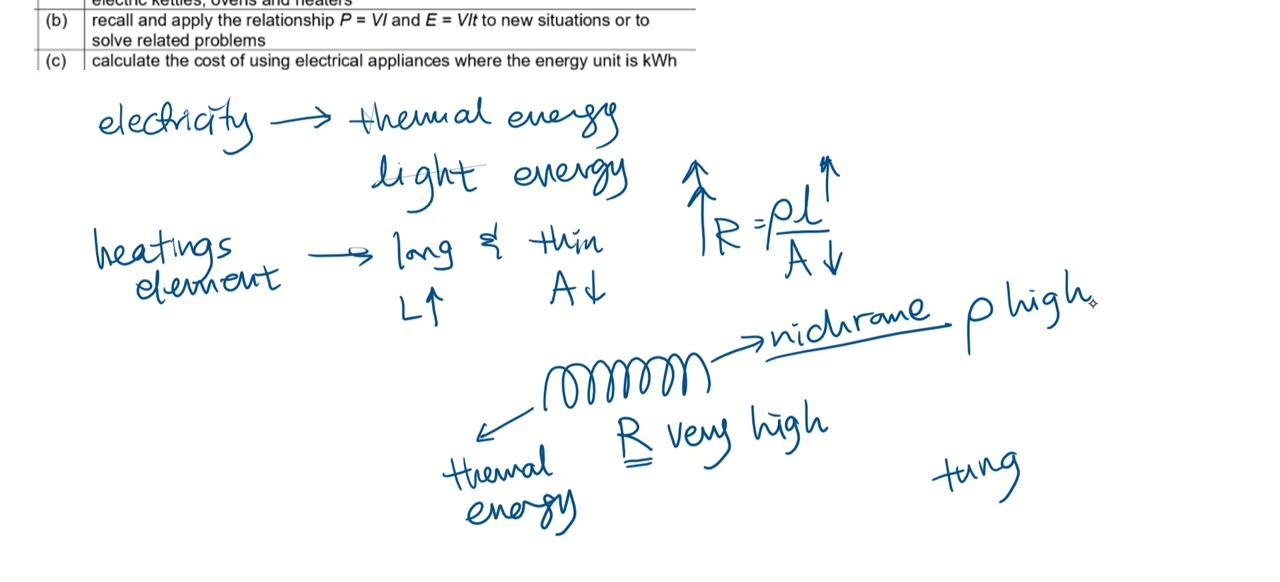 electric kettles, ovens and heaters
(b) recall and apply the relationship P = VI and E = VIt to new situations or to
solve related problems
(c) calculate the cost of using electrical appliances where the energy unit is kWh
electricity → thermal energy
light energy
heatings element → long & thin
L↑ A↓
↑R = ρl↑/A↓
→ nichrome ρ high
R very high
thermal
energy
tung